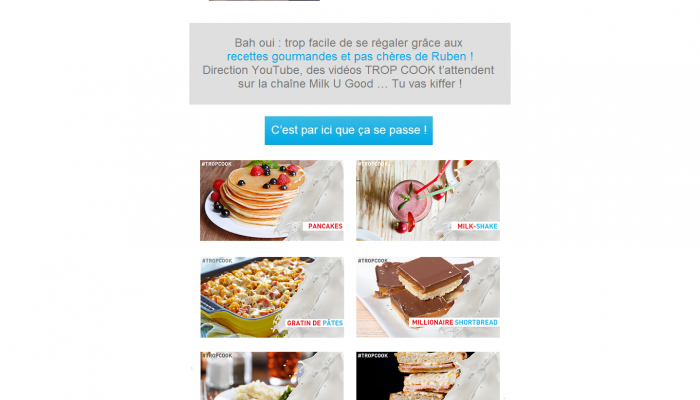 Bah oui : trop facile de se régaler grâce aux
recettes gourmandes et pas chères de Ruben !
Direction YouTube, des vidéos TROP COOK t'attendent
sur la chaîne Milk U Good … Tu vas kiffer !
C'est par ici que ça se passe !
#TROPCOOK
PANCAKES
#TROPCOOK
MILK-SHAKE
#TROPCOOK
GRATIN DE PÂTES
#TROPCOOK
MILLIONAIRE SHORTBREAD
#TROPCOOK
#TROPCOOK